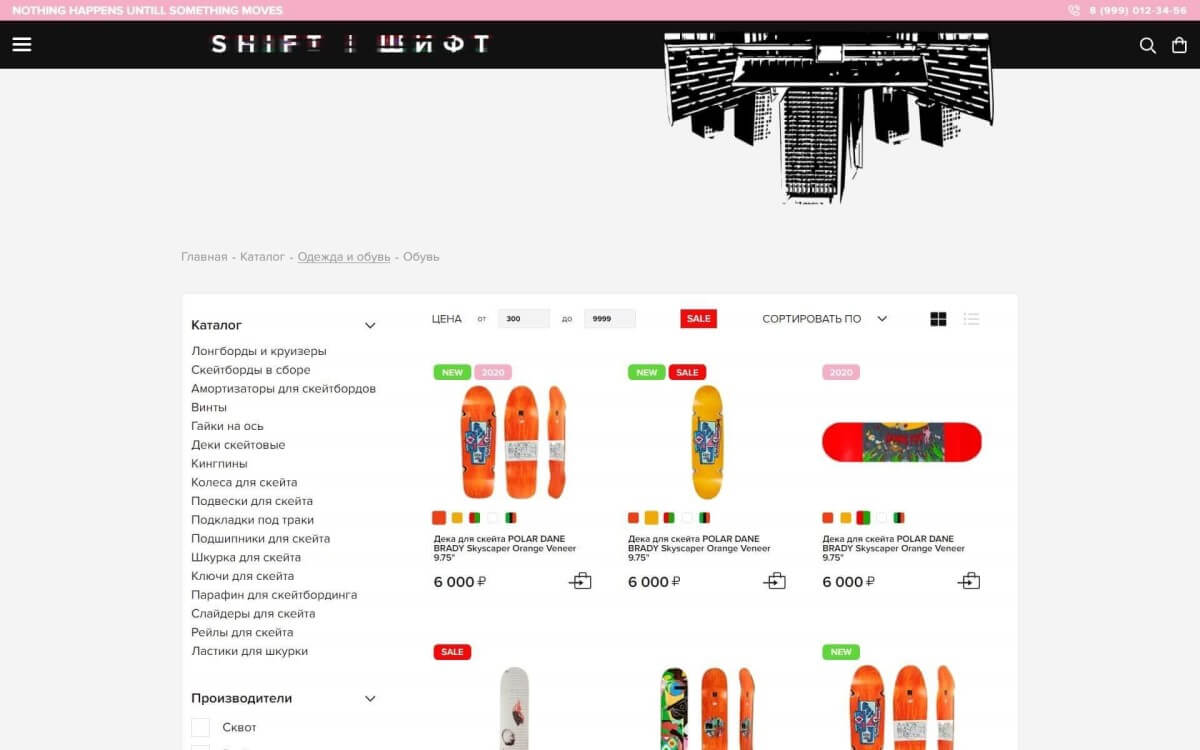 NOTHING HAPPENS UNTILL SOMETHING MOVES
8 (999) 012-34-56
SHIFT | ШИФТ
Главная - Каталог - Одежда и обувь - Обувь
Каталог
Лонгборды и круизеры
Скейтборды в сборе
Амортизаторы для скейтбордов
Винты
Гайки на ось
Деки скейтовые
Кингпины
Колеса для скейта
Подвески для скейта
Подкладки под траки
Подшипники для скейта
Шкурка для скейта
Ключи для скейта
Парафин для скейтбординга
Слайдеры для скейта
Рейлы для скейта
Ластики для шкурки
Производители
Сквот
ЦЕНА от 300 до 9999 SALE СОРТИРОВАТЬ ПО
NEW 2020
Дека для скейта POLAR DANE
BRADY Skyscaper Orange Veneer
9.75"
6 000 ₽
NEW SALE
Дека для скейта POLAR DANE
BRADY Skyscaper Orange Veneer
9.75"
6 000 ₽
2020
Дека для скейта POLAR DANE
BRADY Skyscaper Orange Veneer
9.75"
6 000 ₽
SALE
NEW